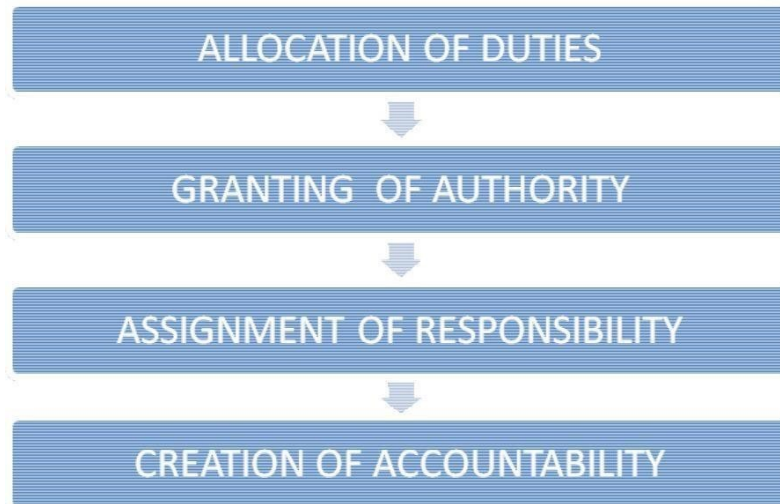 ALLOCATION OF DUTIES
GRANTING OF AUTHORITY
ASSIGNMENT OF RESPONSIBILITY
CREATION OF ACCOUNTABILITY